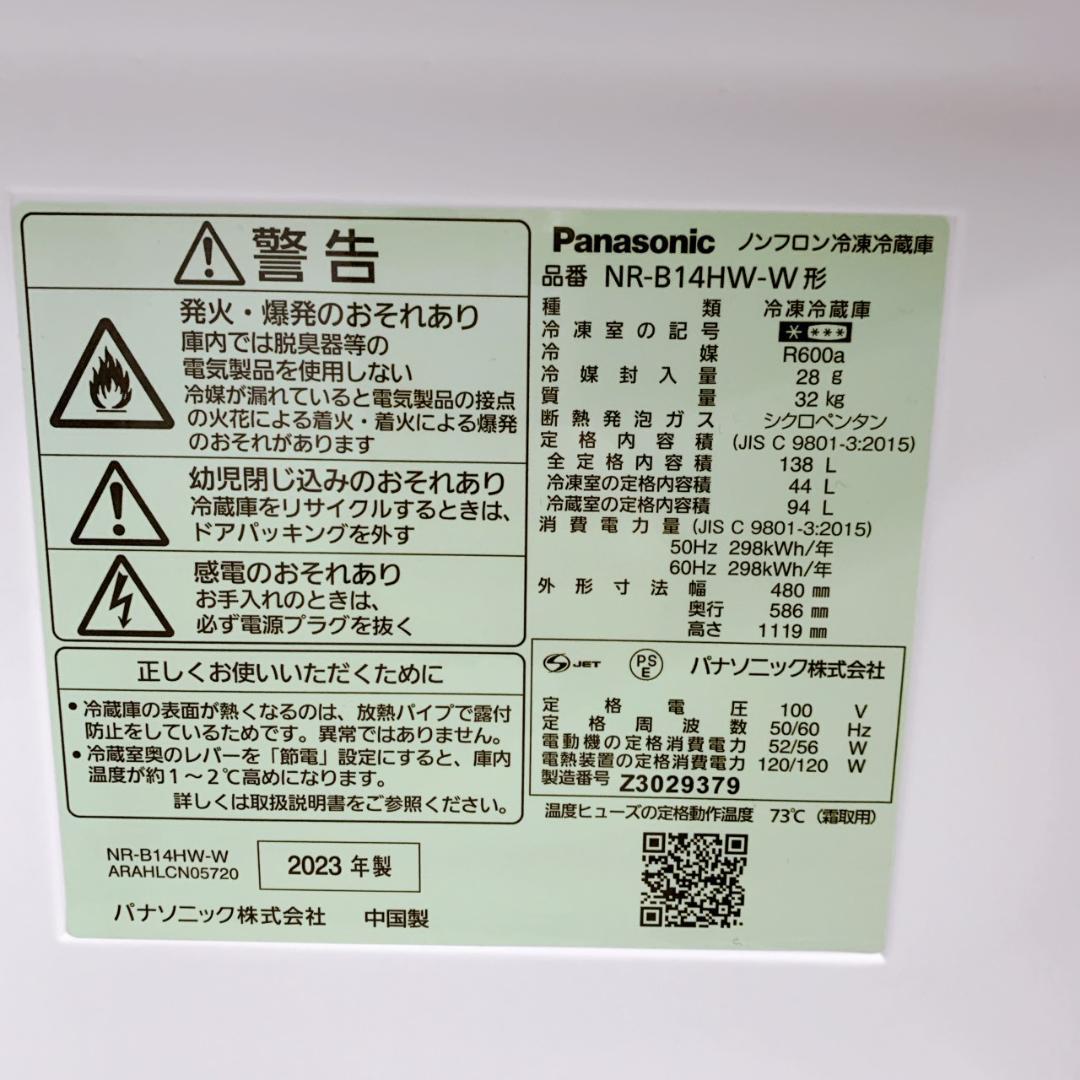 警告
発火・爆発のおそれあり
庫内では脱臭器等の
電気製品を使用しない
冷媒が漏れていると電気製品の接点
の火花による着火・着火による爆発
のおそれがあります
幼児閉じ込みのおそれあり
冷蔵庫をリサイクルするときは、
ドアパッキングを外す
感電のおそれあり
お手入れのときは、
必ず電源プラグを抜く
正しくお使いいただくために
•冷蔵庫の表面が熱くなるのは、放熱パイプで露付
防止をしているためです。異常ではありません。
•冷蔵室奥のレバーを「節電」設定にすると、庫内
温度が約1～2℃高めになります。
詳しくは取扱説明書をご参照ください。
NR-B14HW-W
ARAHLCN05720
2023 年製
パナソニック株式会社 中国製
Panasonic ノンフロン冷凍冷蔵庫
品番 NR-B14HW-W 形
種類 冷凍冷蔵庫
冷凍室の記号 * ***
冷媒 R600a
冷媒封入量 28 g
質量 32 kg
断熱発泡ガス シクロペンタン
定格内容積 (JIS C 9801-3:2015)
全定格内容積 138 L
冷凍室の定格内容積 44 L
冷蔵室の定格内容積 94 L
消費電力量 (JIS C 9801-3:2015)
50Hz 298kWh/年
60Hz 298kWh/年
外形寸法 幅 480 mm
奥行 586 mm
高さ 1119 mm
S JET PS E パナソニック株式会社
定格電圧 100 V
定格周波数 50/60 Hz
電動機の定格消費電力 52/56 W
電熱装置の定格消費電力 120/120 W
製造番号 Z3029379
温度ヒューズの定格動作温度 73℃ (霜取用)